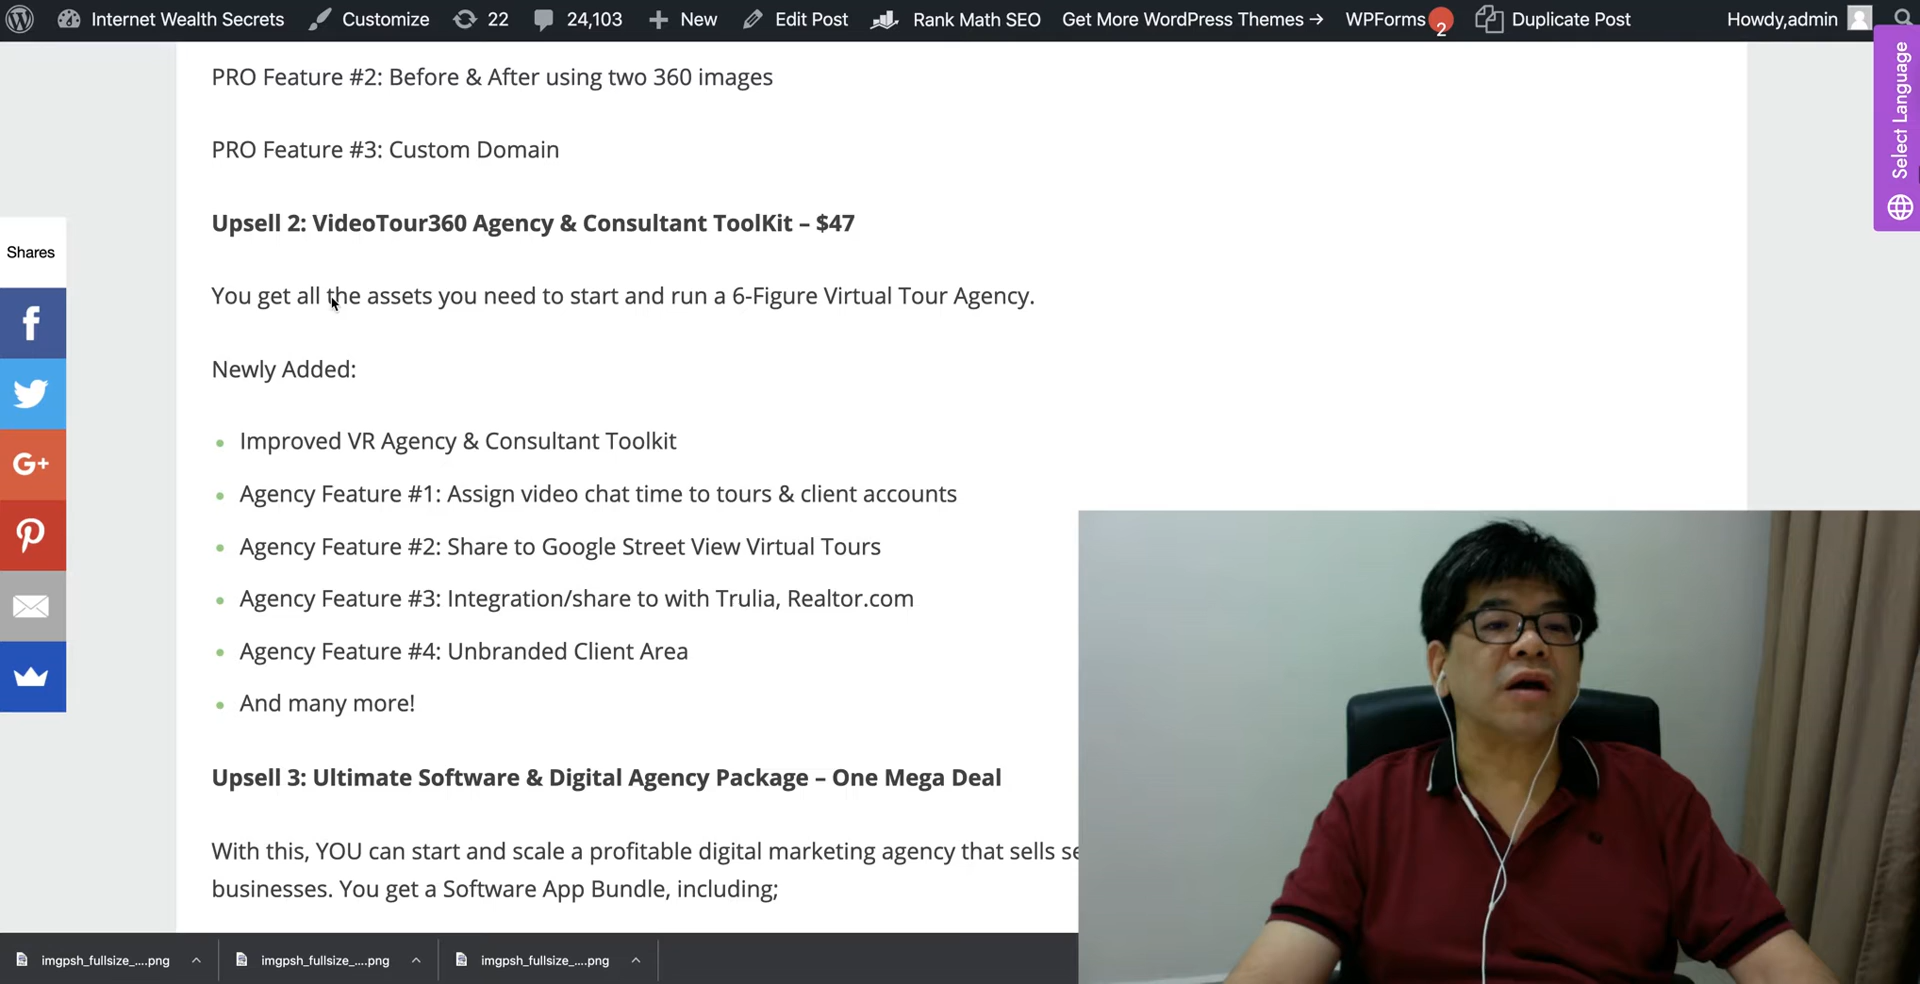 Internet Wealth Secrets Customize 22 24,103 New Edit Post Rank Math SEO Get More WordPress Themes → WPForms 2 Duplicate Post Howdy,admin
Select Language
PRO Feature #2: Before & After using two 360 images
PRO Feature #3: Custom Domain
Upsell 2: VideoTour360 Agency & Consultant ToolKit – $47
Shares
You get all the assets you need to start and run a 6-Figure Virtual Tour Agency.
Newly Added:
G+
Improved VR Agency & Consultant Toolkit
Agency Feature #1: Assign video chat time to tours & client accounts
Agency Feature #2: Share to Google Street View Virtual Tours
Agency Feature #3: Integration/share to with Trulia, Realtor.com
Agency Feature #4: Unbranded Client Area
And many more!
Upsell 3: Ultimate Software & Digital Agency Package – One Mega Deal
With this, YOU can start and scale a profitable digital marketing agency that sells
businesses. You get a Software App Bundle, including;
imgpsh_fullsize_....png imgpsh_fullsize_....png imgpsh_fullsize_....png